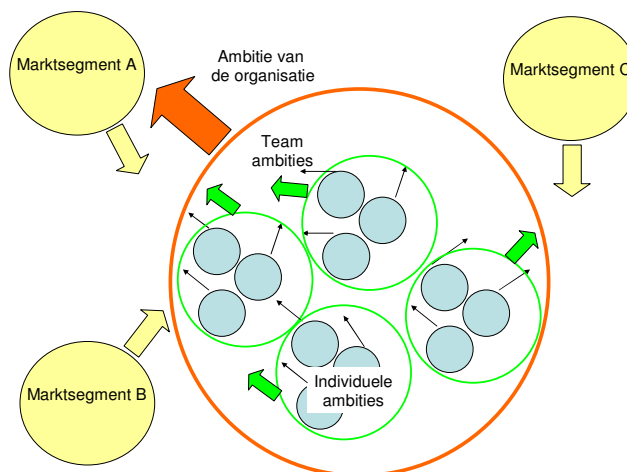 Marktsegment A
Ambitie van
de organisatie
Marktsegment C
Team
ambities
Individuele
ambities
Marktsegment B